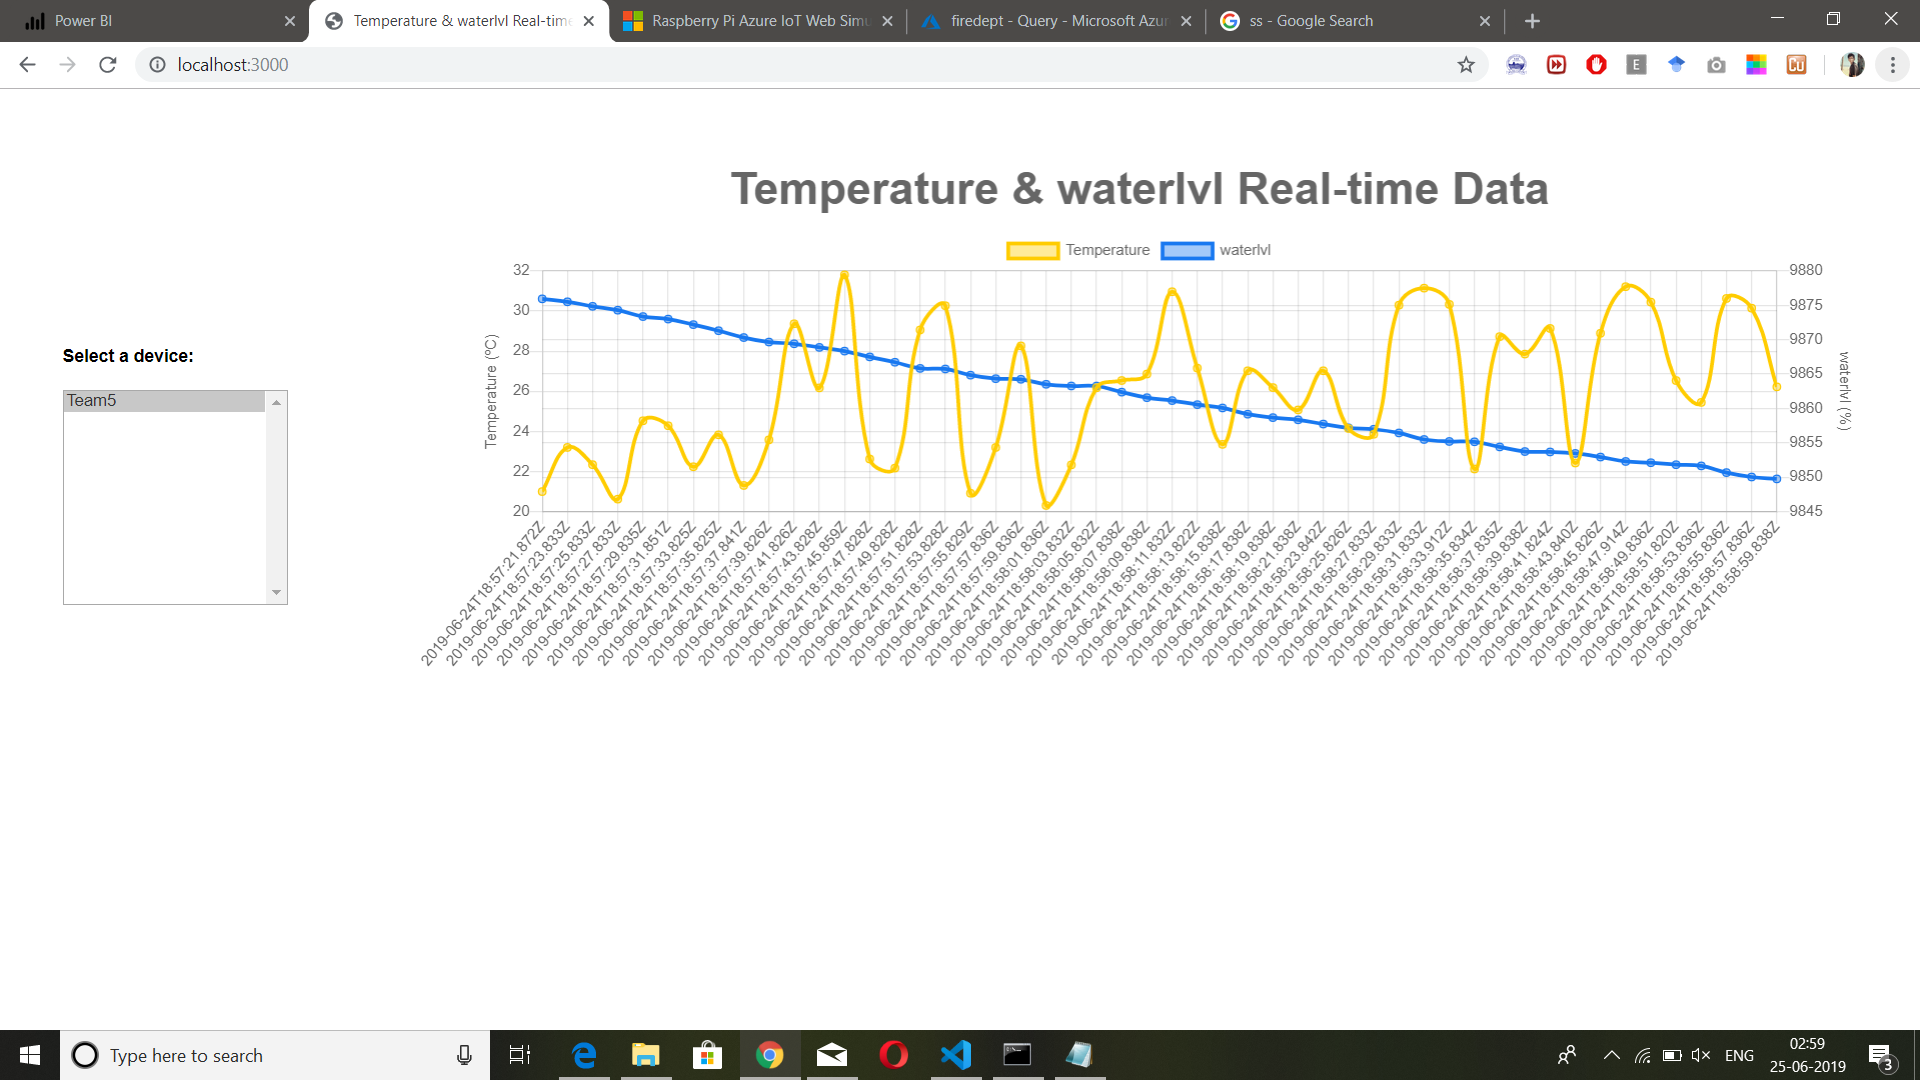 Power BI
Temperature & waterlvl Real-time
Raspberry Pi Azure IoT Web Simu
firedept - Query - Microsoft Azur
ss - Google Search
localhost:3000
Temperature & waterlvl Real-time Data
Temperature
waterlvl
Select a device:
Team5
Temperature (ºC)
32
30
28
26
24
22
20
9880
9875
9870
9865
9860
9855
9850
9845
waterlvl (%)
2019-06-24T18:57:21.872Z
2019-06-24T18:57:23.833Z
2019-06-24T18:57:25.833Z
2019-06-24T18:57:27.833Z
2019-06-24T18:57:29.835Z
2019-06-24T18:57:31.851Z
2019-06-24T18:57:33.825Z
2019-06-24T18:57:35.825Z
2019-06-24T18:57:37.841Z
2019-06-24T18:57:39.826Z
2019-06-24T18:57:41.826Z
2019-06-24T18:57:43.828Z
2019-06-24T18:57:45.859Z
2019-06-24T18:57:47.828Z
2019-06-24T18:57:49.828Z
2019-06-24T18:57:51.828Z
2019-06-24T18:57:53.828Z
2019-06-24T18:57:55.829Z
2019-06-24T18:57:57.836Z
2019-06-24T18:57:59.836Z
2019-06-24T18:58:01.836Z
2019-06-24T18:58:03.832Z
2019-06-24T18:58:05.832Z
2019-06-24T18:58:07.838Z
2019-06-24T18:58:09.838Z
2019-06-24T18:58:11.832Z
2019-06-24T18:58:13.822Z
2019-06-24T18:58:15.838Z
2019-06-24T18:58:17.838Z
2019-06-24T18:58:19.838Z
2019-06-24T18:58:21.838Z
2019-06-24T18:58:23.842Z
2019-06-24T18:58:25.826Z
2019-06-24T18:58:27.833Z
2019-06-24T18:58:29.833Z
2019-06-24T18:58:31.833Z
2019-06-24T18:58:33.912Z
2019-06-24T18:58:35.834Z
2019-06-24T18:58:37.835Z
2019-06-24T18:58:39.838Z
2019-06-24T18:58:41.824Z
2019-06-24T18:58:43.840Z
2019-06-24T18:58:45.826Z
2019-06-24T18:58:47.914Z
2019-06-24T18:58:49.836Z
2019-06-24T18:58:51.820Z
2019-06-24T18:58:53.836Z
2019-06-24T18:58:55.836Z
2019-06-24T18:58:57.836Z
2019-06-24T18:58:59.838Z
Type here to search
ENG
02:59
25-06-2019
3